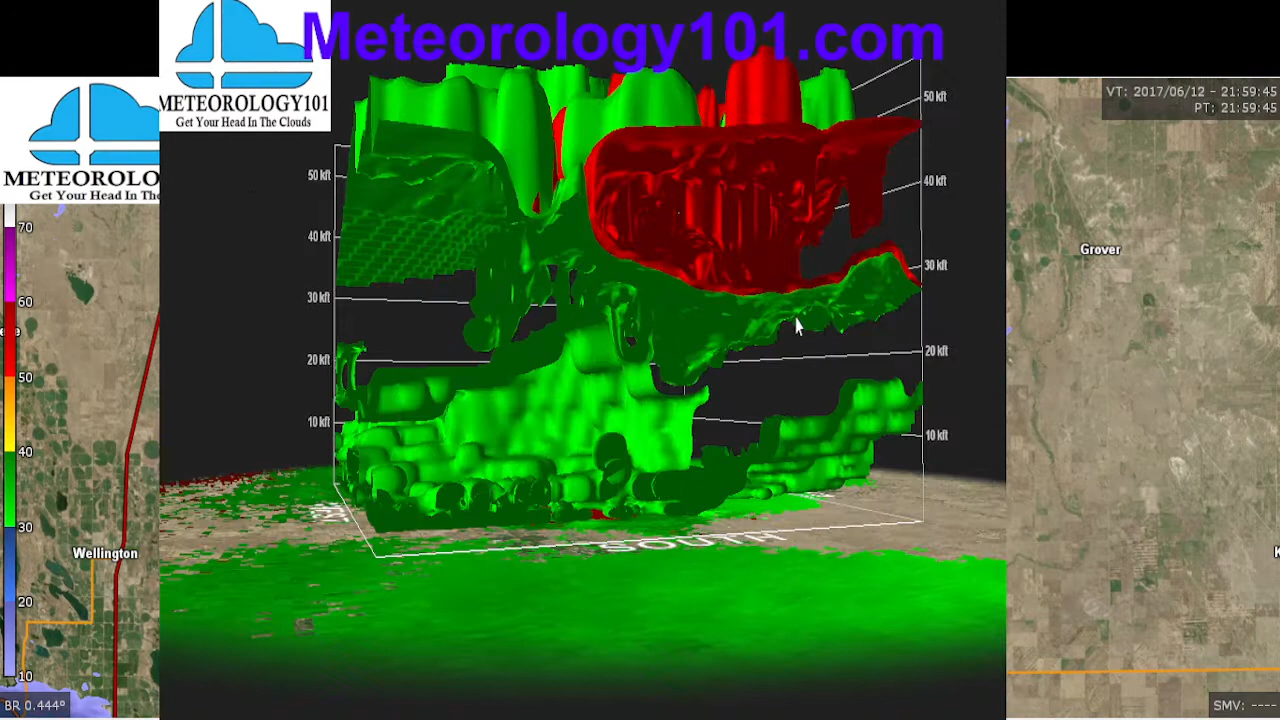 Meteorology101.com
METEOROLOGY101
Get Your Head In The Clouds
METEOROLO
Get Your Head In The
VT: 2017/06/12 - 21:59:45
PT: 21:59:45
50 kft
50 kft
40 kft
40 kft
30 kft
30 kft
20 kft
20 kft
10 kft
10 kft
SOUTH
70
60
50
40
30
20
10
Grover
Wellington
BR 0.444°
SMV: ----